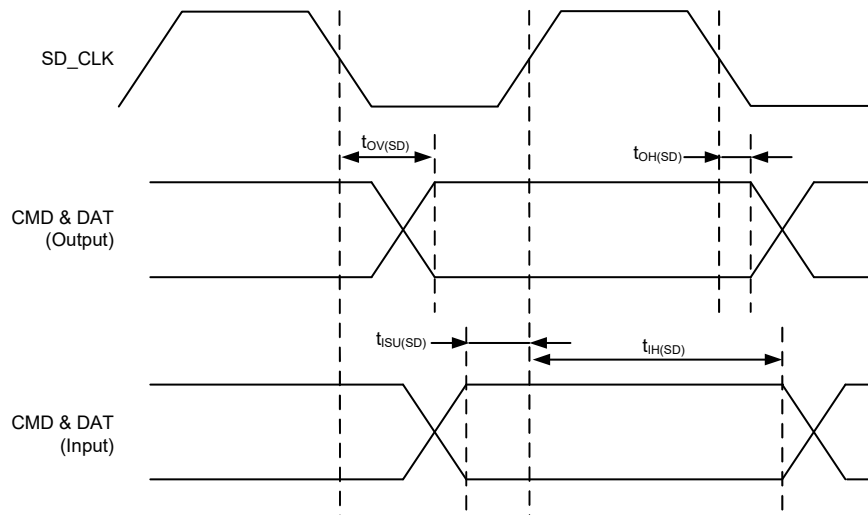 SD_CLK
tOV(SD)
tOH(SD)
CMD & DAT
(Output)
tISU(SD)
tIH(SD)
CMD & DAT
(Input)